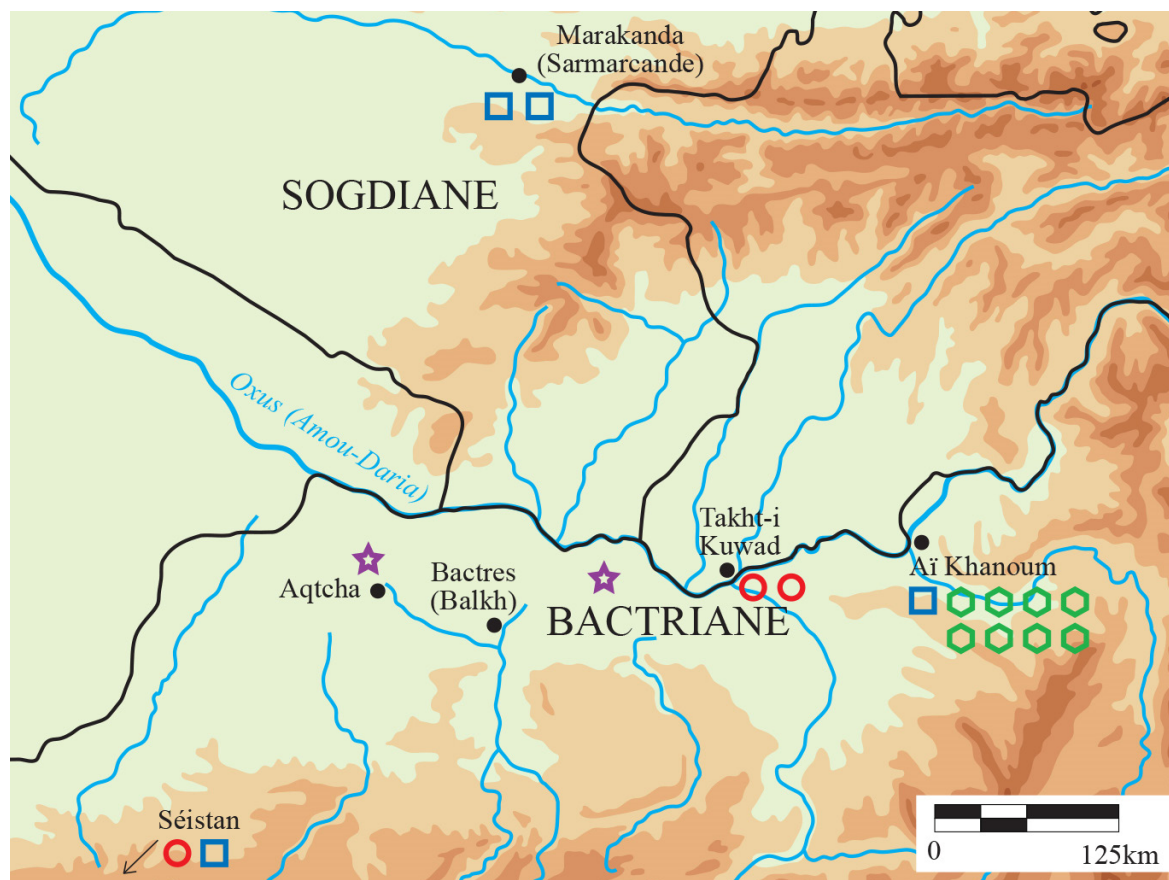 Marakanda
(Sarmarcande)
SOGDIANE
Oxus (Amou-Daria)
Takht-i
Kuwad
Aï Khanoum
Aqtcha
Bactres
(Balkh)
BACTRIANE
Séistan
0
125km